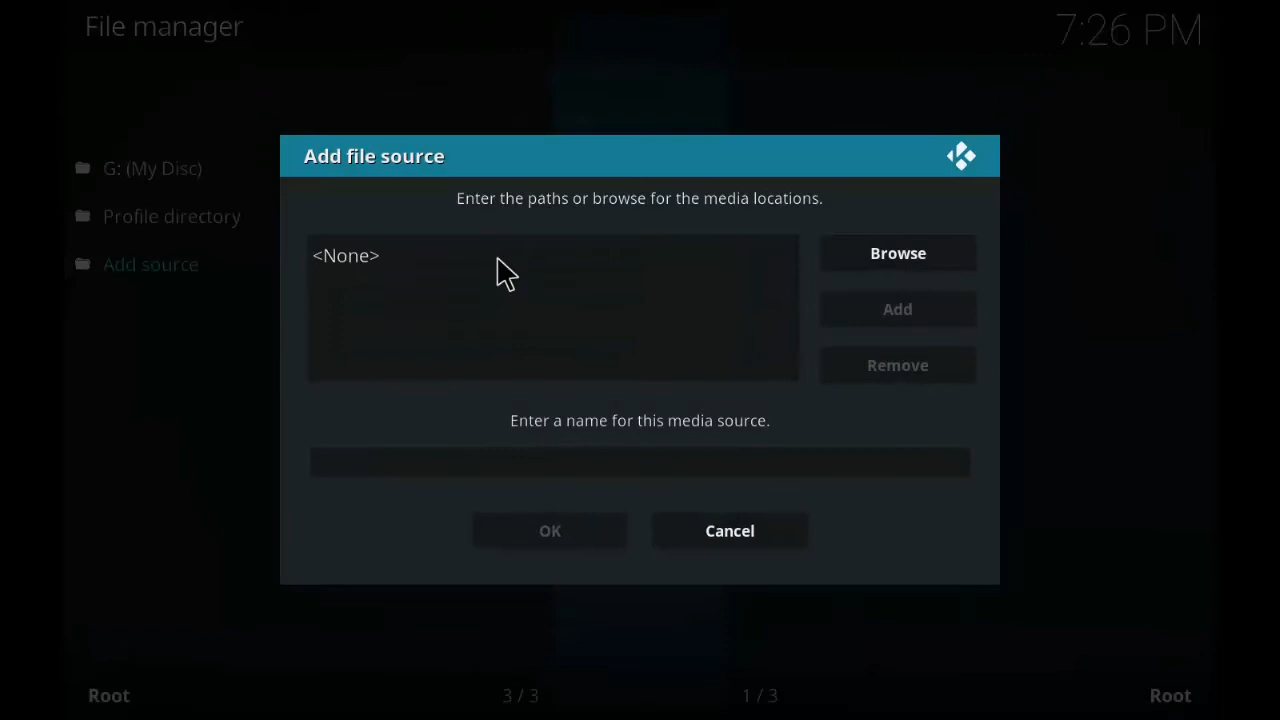 File manager
7:26 PM
G: (My Disc)
Profile directory
Add source
Add file source
Enter the paths or browse for the media locations.
<None>
Browse
Add
Remove
Enter a name for this media source.
OK
Cancel
Root
3 / 3
1 / 3
Root